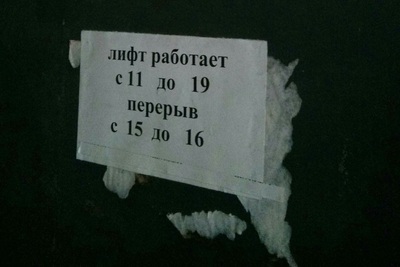 лифт работает
с 11 до 19
перерыв
с 15 до 16